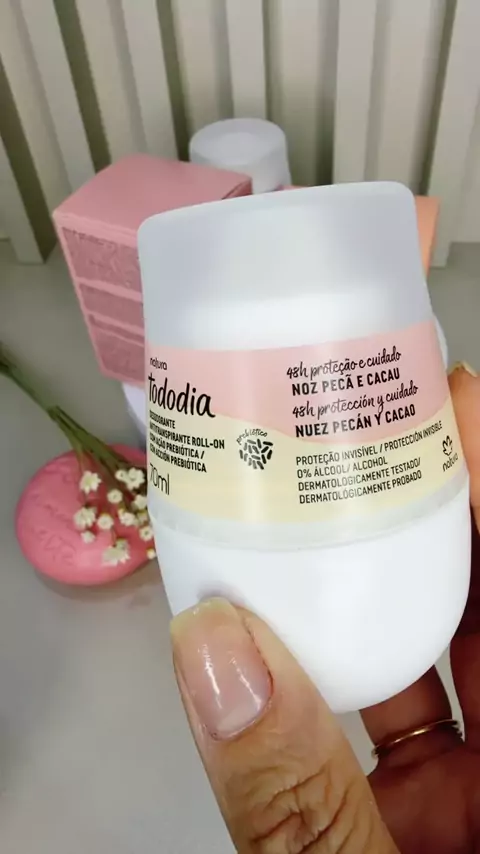 natura
tododia
DESODORANTE
ANTITRANSPIRANTE ROLL-ON
COM AÇÃO PREBIÓTICA /
CON ACCIÓN PREBIÓTICA
70ml
prebiótico
48h proteção e cuidado
NOZ PECÃ E CACAU
48h protección y cuidado
NUEZ PECÁN Y CACAO
PROTEÇÃO INVISÍVEL / PROTECCIÓN INVISIBLE
0% ÁLCOOL / ALCOHOL
DERMATOLOGICAMENTE TESTADO/
DERMATOLÓGICAMENTE PROBADO
natura